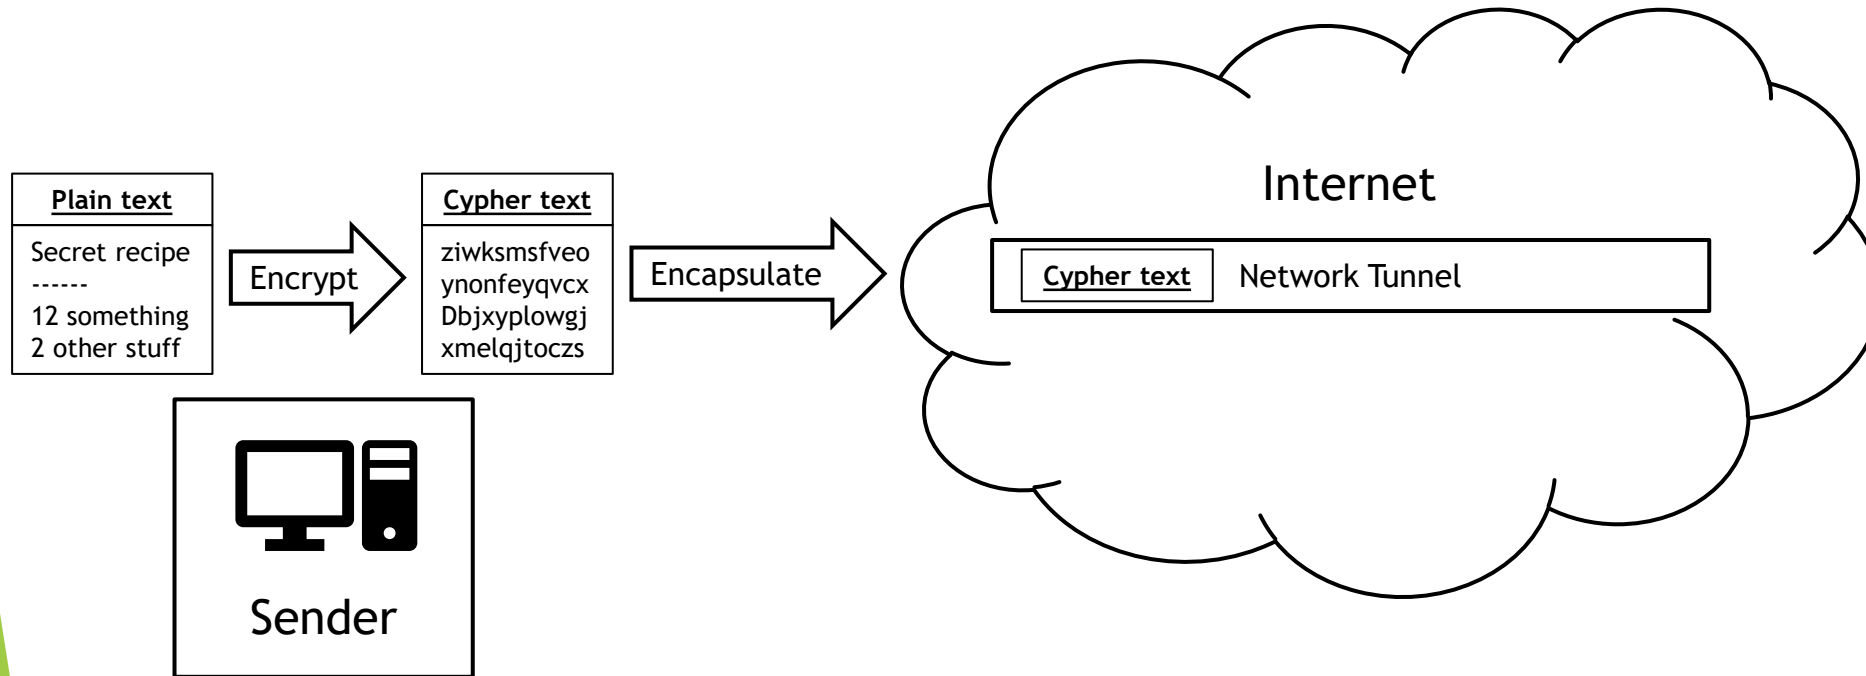 Plain text
Secret recipe
------
12 something
2 other stuff
Encrypt
Cypher text
ziwksmsfveo
ynonfeyqvcx
Dbjxyplowgj
xmelqjtoczs
Encapsulate
Internet
Cypher text
Network Tunnel
Sender